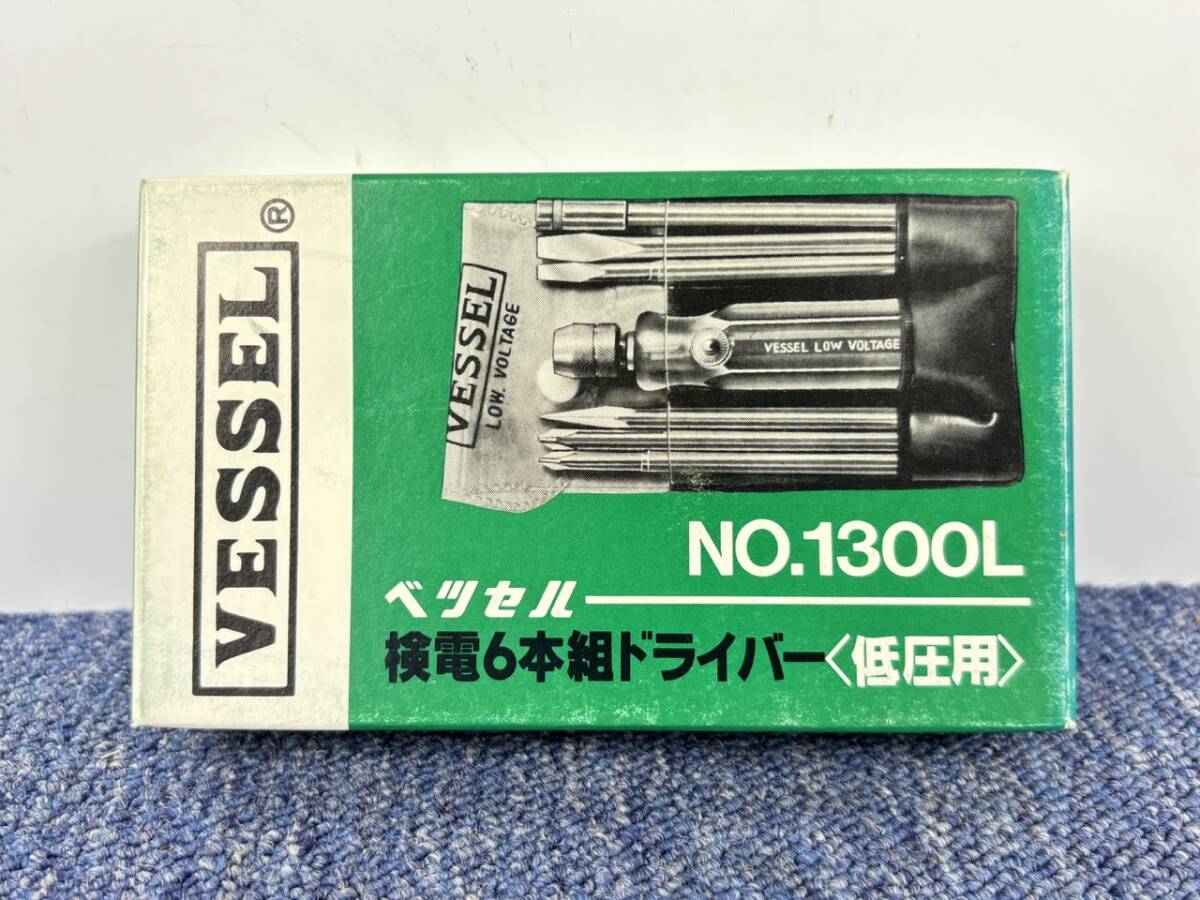 VESSEL®
VESSEL
LOW. VOLTAGE
VESSEL LOW VOLTAGE
NO.1300L
ベッセル
検電6本組ドライバー〈低圧用〉